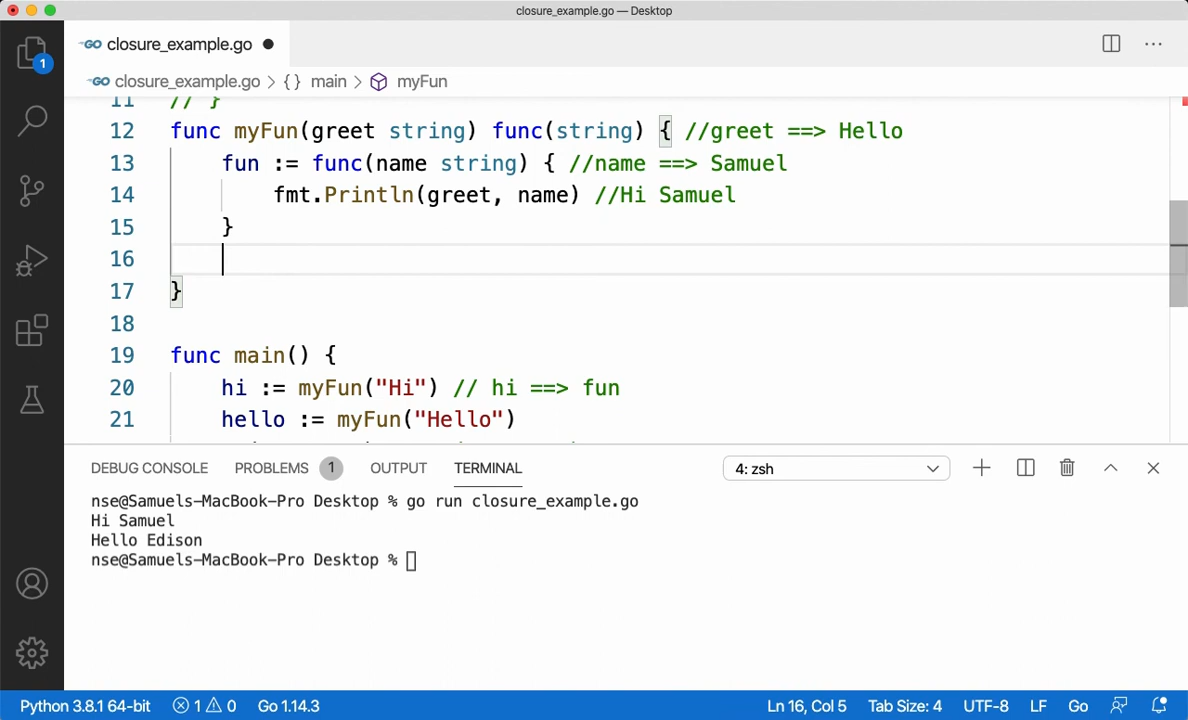 closure_example.go — Desktop
1
GO closure_example.go
GO closure_example.go > {} main > myFun
11 // }
12 func myFun(greet string) func(string) { //greet ==> Hello
13 fun := func(name string) { //name ==> Samuel
14 fmt.Println(greet, name) //Hi Samuel
15 }
16
17 }
18
19 func main() {
20 hi := myFun("Hi") // hi ==> fun
21 hello := myFun("Hello")
DEBUG CONSOLE PROBLEMS 1 OUTPUT TERMINAL 4: zsh
nse@Samuels-MacBook-Pro Desktop % go run closure_example.go
Hi Samuel
Hello Edison
nse@Samuels-MacBook-Pro Desktop %
Python 3.8.1 64-bit 1 0 Go 1.14.3 Ln 16, Col 5 Tab Size: 4 UTF-8 LF Go